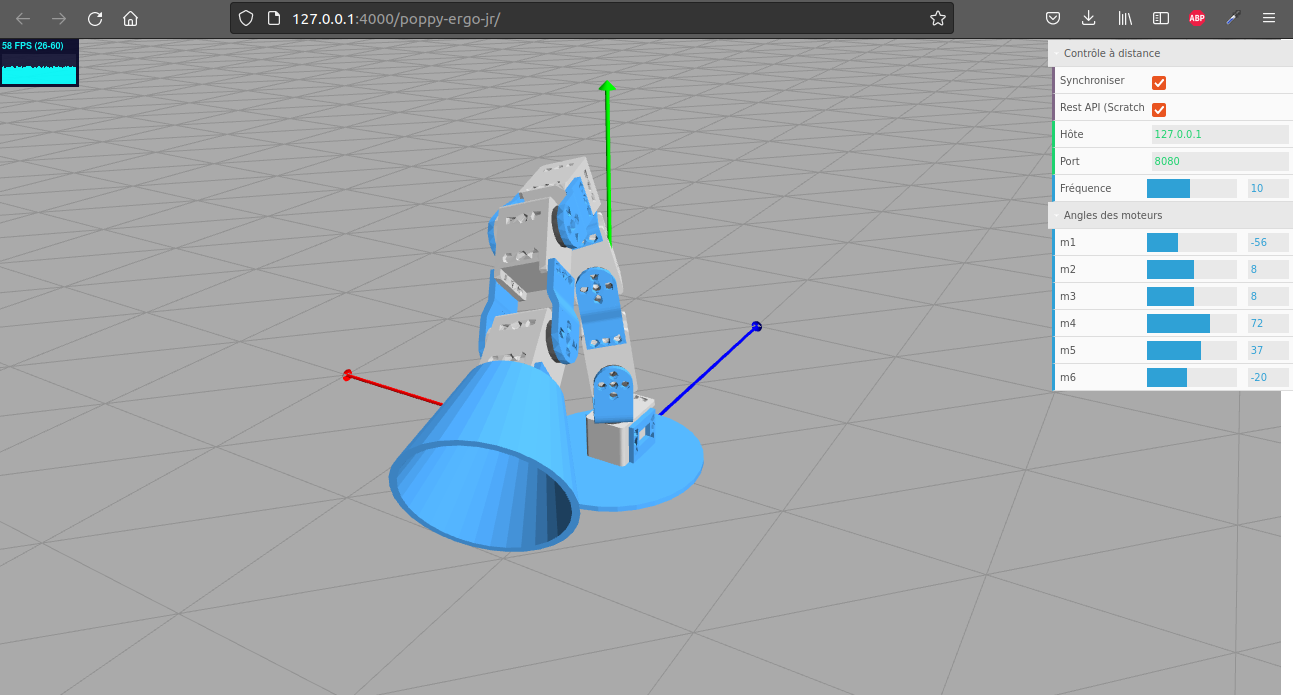 127.0.0.1:4000/poppy-ergo-jr/
ABP
58 FPS (26-60)
Contrôle à distance
Synchroniser
Rest API (Scratch
Hôte 127.0.0.1
Port 8080
Fréquence 10
Angles des moteurs
m1 -56
m2 8
m3 8
m4 72
m5 37
m6 -20